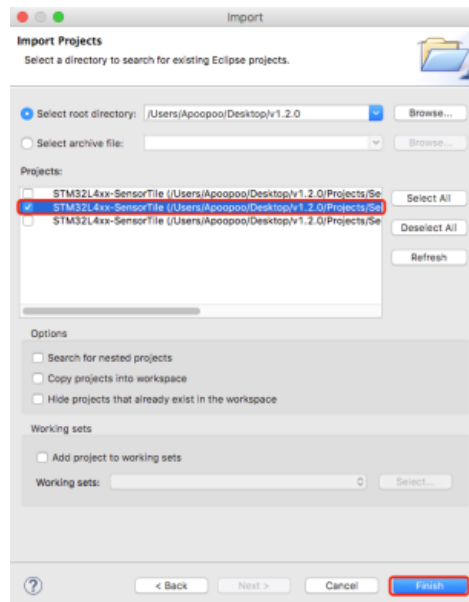 Import
Import Projects
Select a directory to search for existing Eclipse projects.
Select root directory: /Users/Apoopoo/Desktop/v1.2.0 Browse...
Select archive file: Browse...
Projects:
STM32L4xx-SensorTile (/Users/Apoopoo/Desktop/v1.2.0/Projects/Se
STM32L4xx-SensorTile (/Users/Apoopoo/Desktop/v1.2.0/Projects/Se
STM32L4xx-SensorTile (/Users/Apoopoo/Desktop/v1.2.0/Projects/Se
Select All
Deselect All
Refresh
Options
Search for nested projects
Copy projects into workspace
Hide projects that already exist in the workspace
Working sets
Add project to working sets
Working sets: Select...
? < Back Next > Cancel Finish